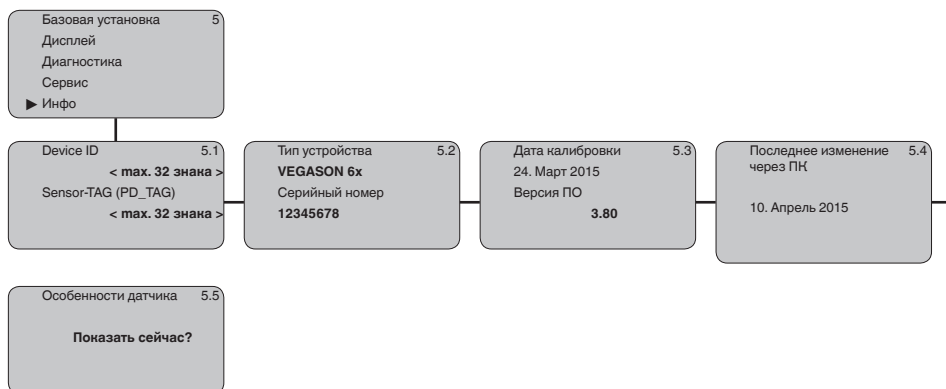 Базовая установка 5
Дисплей
Диагностика
Сервис
▶ Инфо
Device ID 5.1
< max. 32 знака >
Sensor-TAG (PD_TAG)
< max. 32 знака >
Тип устройства 5.2
VEGASON 6x
Серийный номер
12345678
Дата калибровки 5.3
24. Март 2015
Версия ПО
3.80
Последнее изменение 5.4
через ПК
10. Апрель 2015
Особенности датчика 5.5
Показать сейчас?